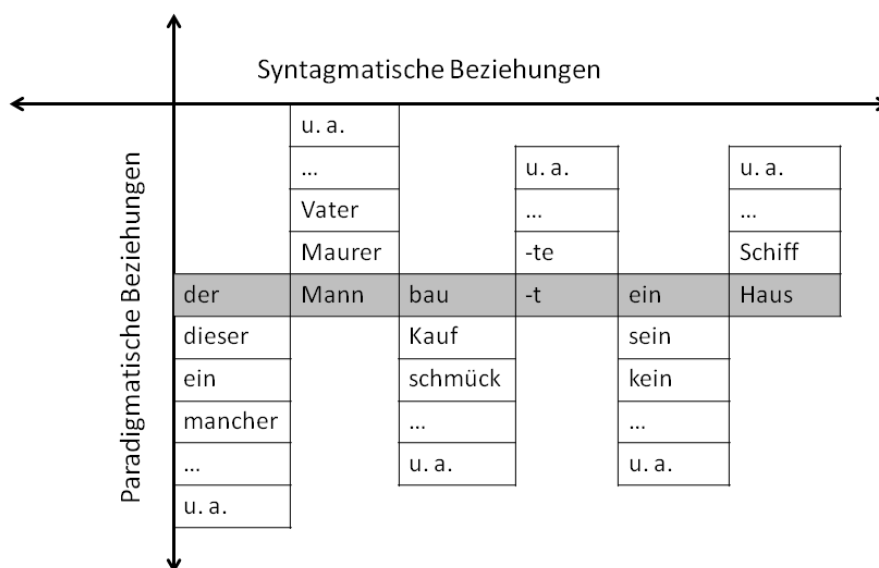 Syntagmatische Beziehungen
Paradigmatische Beziehungen
u. a.
... u. a. u. a.
Vater ... ...
Maurer -te Schiff
der Mann bau -t ein Haus
dieser Kauf sein
ein schmück kein
mancher ... ...
... u. a. u. a.
u. a.